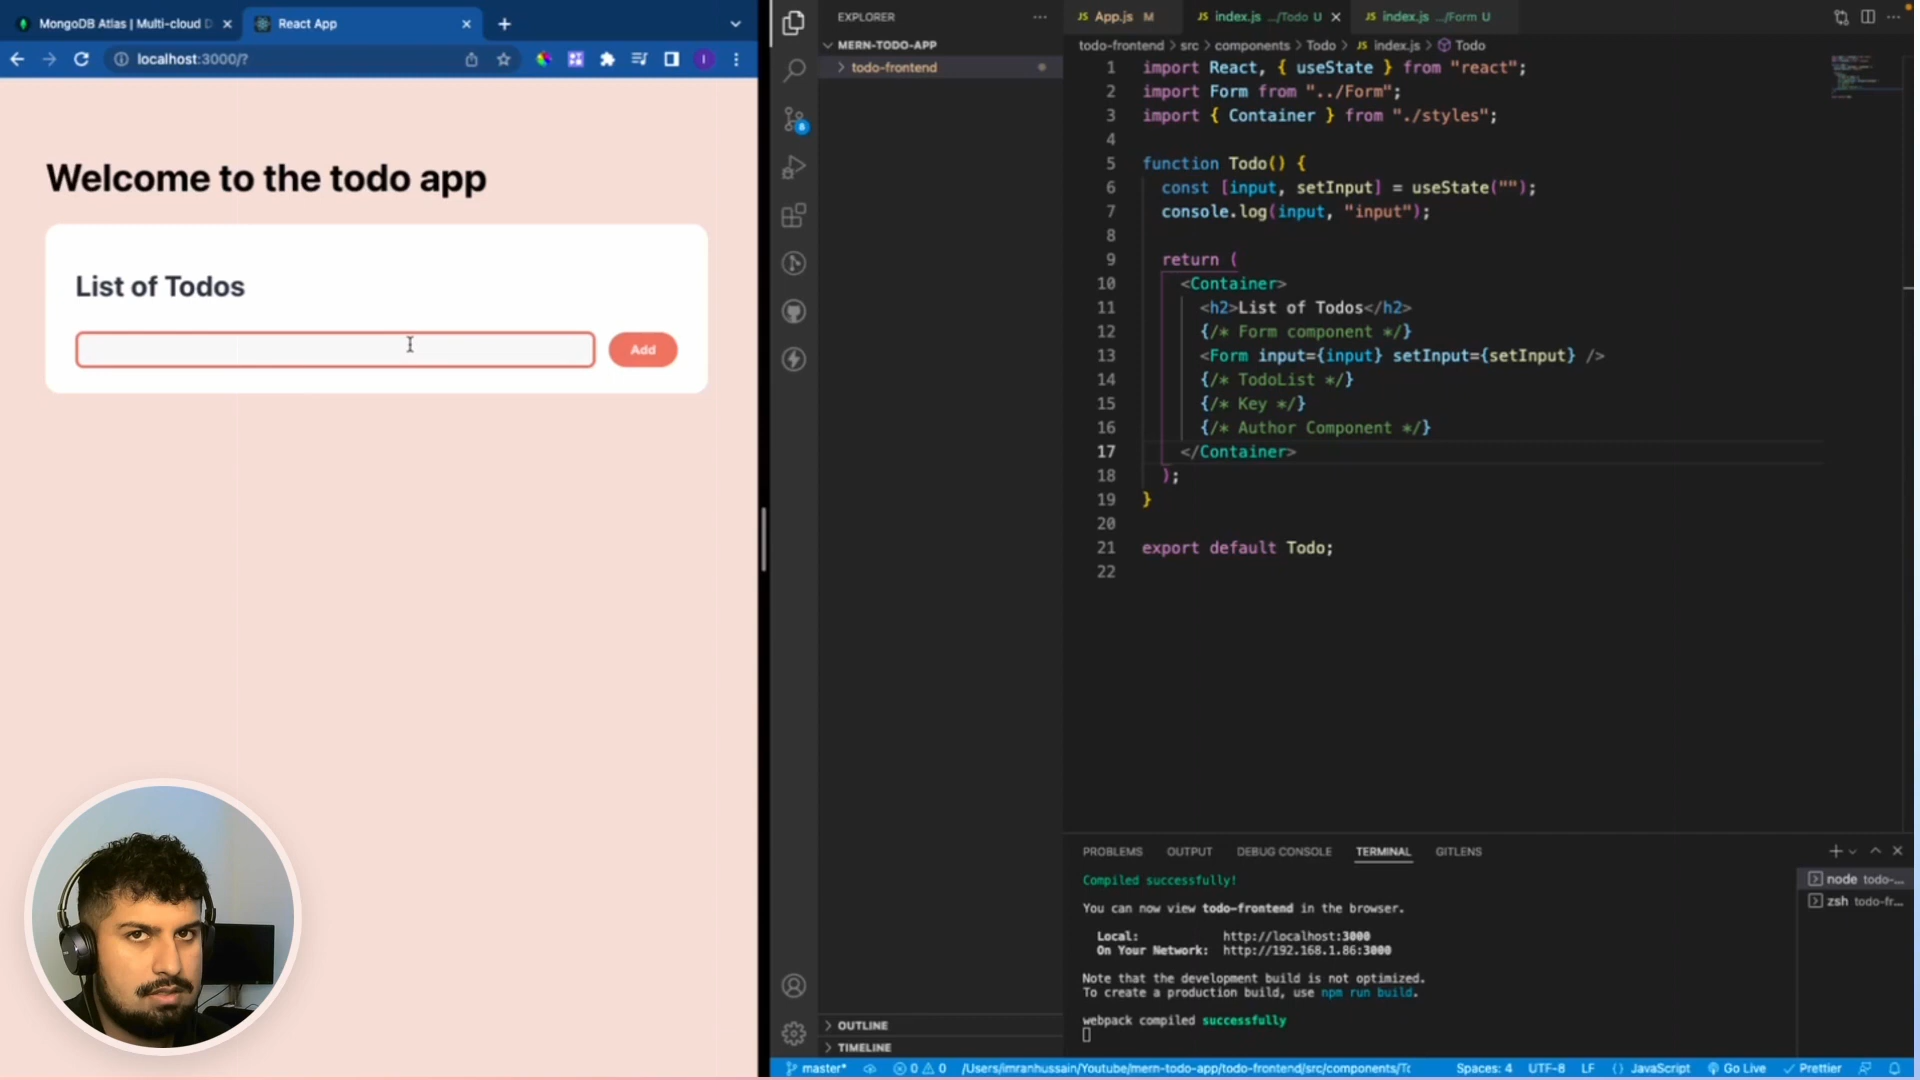 MongoDB Atlas | Multi-cloud D
React App
localhost:3000/?
Welcome to the todo app
List of Todos
Add
EXPLORER
MERN-TODO-APP
todo-frontend
8
App.js M
index.js .../Todo U
index.js .../Form U
todo-frontend > src > components > Todo > JS index.js > Todo
1 import React, { useState } from "react";
2 import Form from "../Form";
3 import { Container } from "./styles";
4
5 function Todo() {
6 const [input, setInput] = useState("");
7 console.log(input, "input");
8
9 return (
10 <Container>
11 <h2>List of Todos</h2>
12 {/* Form component */}
13 <Form input={input} setInput={setInput} />
14 {/* TodoList */}
15 {/* Key */}
16 {/* Author Component */}
17 </Container>
18 );
19 }
20
21 export default Todo;
22
PROBLEMS OUTPUT DEBUG CONSOLE TERMINAL GITLENS
Compiled successfully!
You can now view todo-frontend in the browser.
Local: http://localhost:3000
On Your Network: http://192.168.1.86:3000
Note that the development build is not optimized.
To create a production build, use npm run build.
webpack compiled successfully
node todo-...
zsh todo-fr...
OUTLINE
TIMELINE
master* 0 0 /Users/imranhussain/Youtube/mern-todo-app/todo-frontend/src/components/Tc Spaces: 4 UTF-8 LF {} JavaScript Go Live Prettier